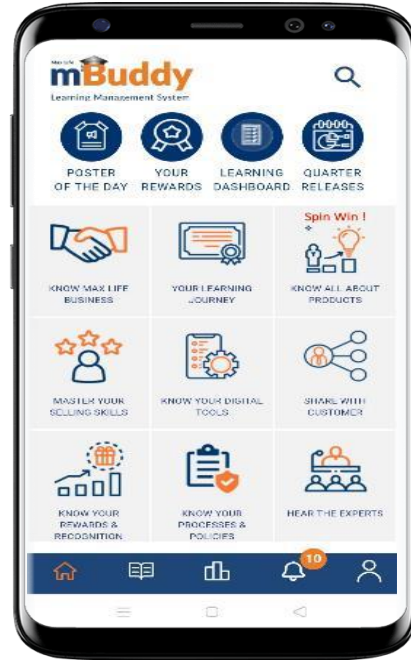 Max Life
mBuddy
Learning Management System
POSTER
OF THE DAY
YOUR
REWARDS
LEARNING
DASHBOARD
QUARTER
RELEASES
KNOW MAX LIFE
BUSINESS
YOUR LEARNING
JOURNEY
Spin Win !
KNOW ALL ABOUT
PRODUCTS
MASTER YOUR
SELLING SKILLS
KNOW YOUR DIGITAL
TOOLS
SHARE WITH
CUSTOMER
KNOW YOUR
REWARDS &
RECOGNITION
KNOW YOUR
PROCESSES &
POLICIES
HEAR THE EXPERTS
10